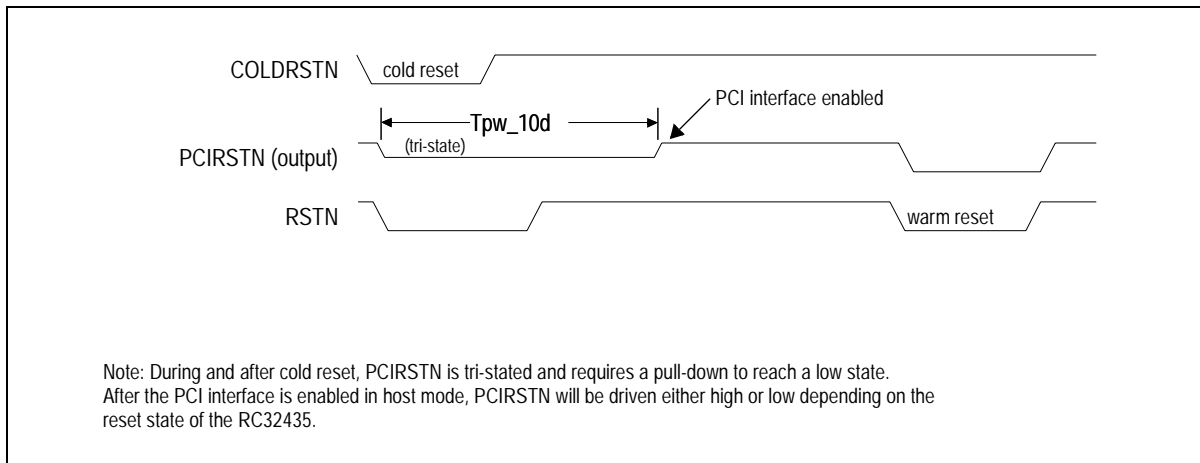 COLDRSTN
cold reset
PCI interface enabled
Tpw_10d
(tri-state)
PCIRSTN (output)
RSTN
warm reset
Note: During and after cold reset, PCIRSTN is tri-stated and requires a pull-down to reach a low state.
After the PCI interface is enabled in host mode, PCIRSTN will be driven either high or low depending on the
reset state of the RC32435.